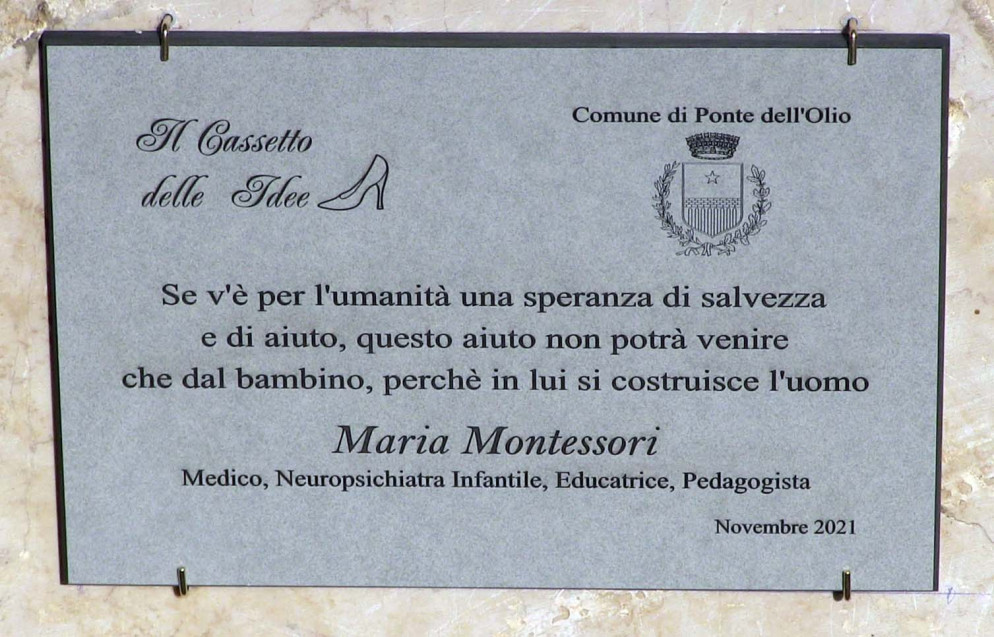 Il Cassetto
delle Idee
Comune di Ponte dell'Olio
Se v'è per l'umanità una speranza di salvezza
e di aiuto, questo aiuto non potrà venire
che dal bambino, perchè in lui si costruisce l'uomo
Maria Montessori
Medico, Neuropsichiatra Infantile, Educatrice, Pedagogista
Novembre 2021